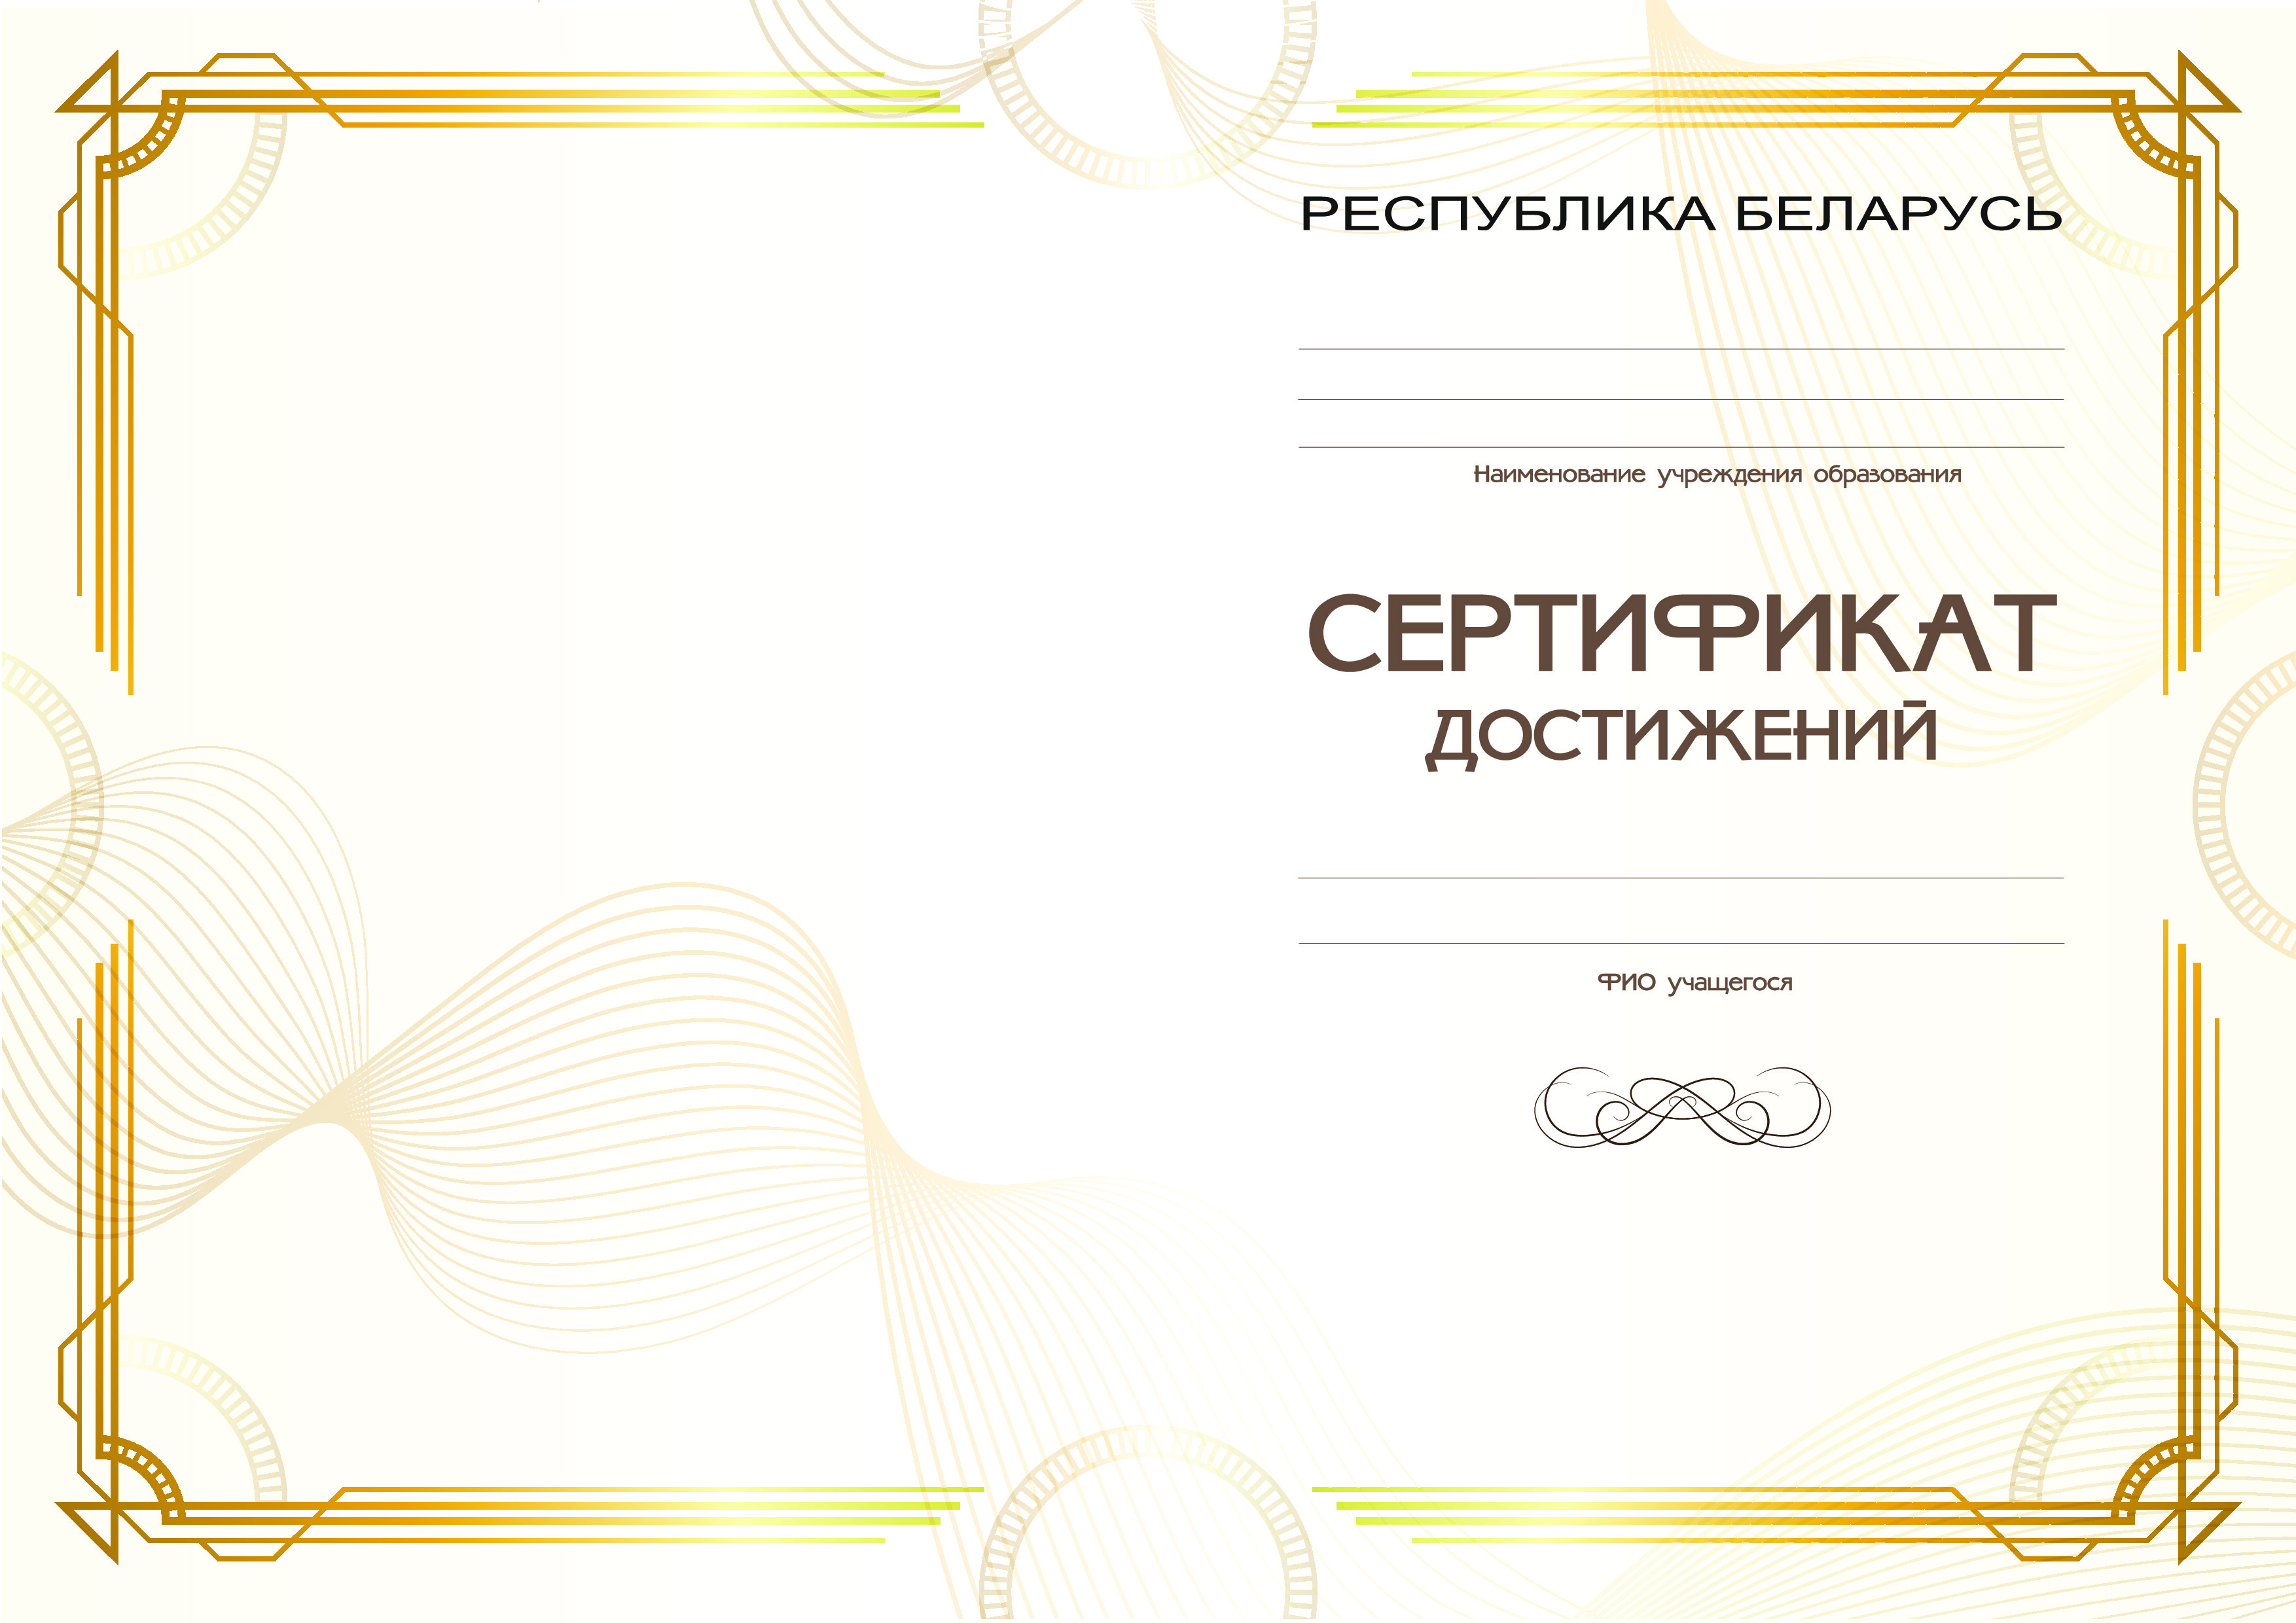 РЕСПУБЛИКА БЕЛАРУСЬ
Наименование учреждения образования
СЕРТИФИКАТ
ДОСТИЖЕНИЙ
ФИО учащегося